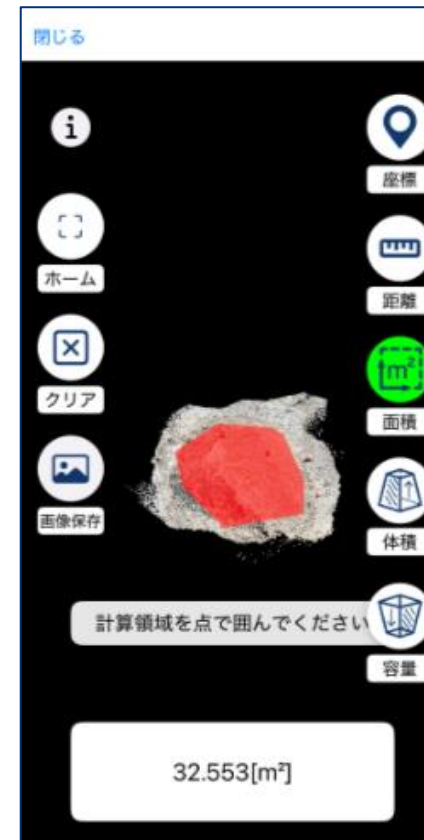 閉じる
i
座標
ホーム
距離
クリア
m²
面積
画像保存
体積
計算領域を点で囲んでください
容量
32.553[m²]